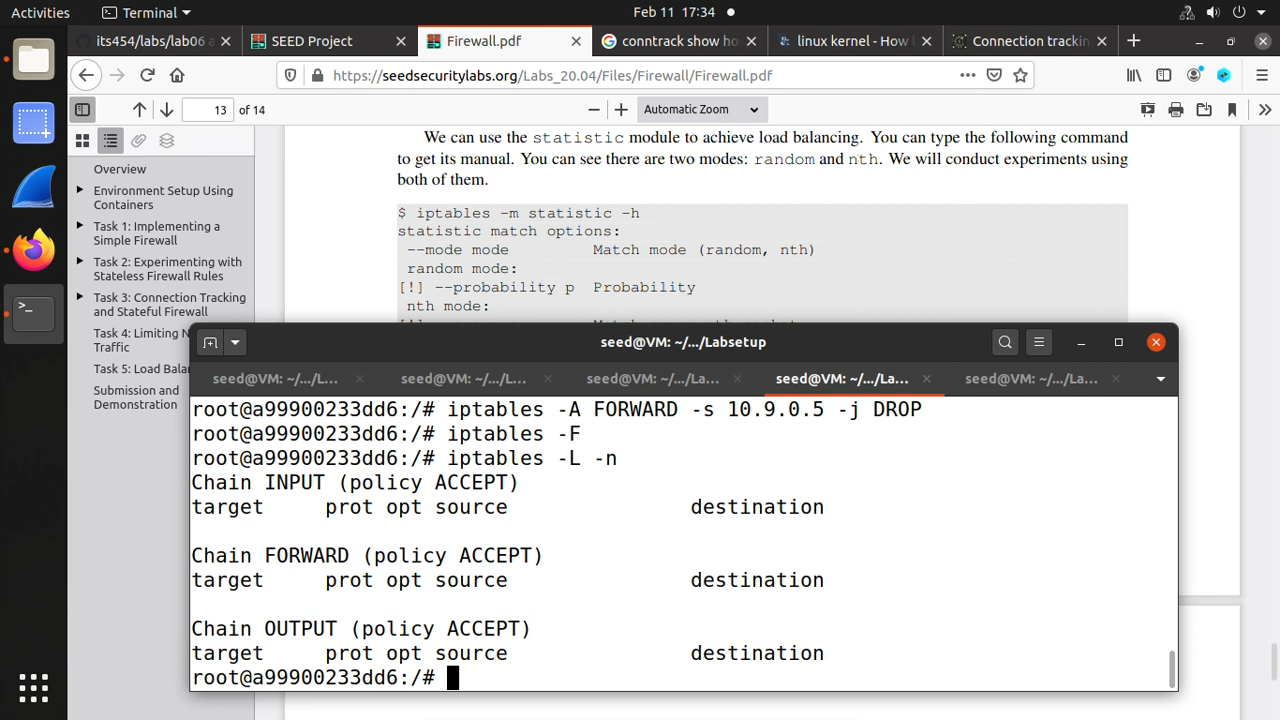 Activities
Terminal
Feb 11 17:34
its454/labs/lab06 a
SEED Project
Firewall.pdf
conntrack show ho
linux kernel - How
Connection trackin
https://seedsecuritylabs.org/Labs_20.04/Files/Firewall/Firewall.pdf
13 of 14
Automatic Zoom
Overview
Environment Setup Using
Containers
Task 1: Implementing a
Simple Firewall
Task 2: Experimenting with
Stateless Firewall Rules
Task 3: Connection Tracking
and Stateful Firewall
Task 4: Limiting N
Traffic
Task 5: Load Bala
Submission and
Demonstration
We can use the statistic module to achieve load balancing. You can type the following command
to get its manual. You can see there are two modes: random and nth. We will conduct experiments using
both of them.
$ iptables -m statistic -h
statistic match options:
--mode mode Match mode (random, nth)
random mode:
[!] --probability p Probability
nth mode:
seed@VM: ~/.../Labsetup
seed@VM: ~/.../L...
seed@VM: ~/.../L...
seed@VM: ~/.../La...
seed@VM: ~/.../La...
seed@VM: ~/.../La...
root@a99900233dd6:/# iptables -A FORWARD -s 10.9.0.5 -j DROP
root@a99900233dd6:/# iptables -F
root@a99900233dd6:/# iptables -L -n
Chain INPUT (policy ACCEPT)
target prot opt source destination
Chain FORWARD (policy ACCEPT)
target prot opt source destination
Chain OUTPUT (policy ACCEPT)
target prot opt source destination
root@a99900233dd6:/#